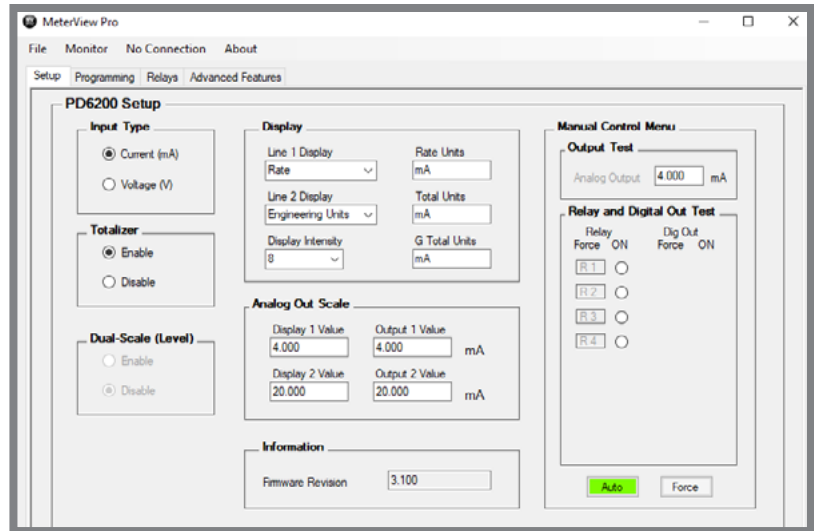 MeterView Pro
File Monitor No Connection About
Setup Programming Relays Advanced Features
PD6200 Setup
Input Type
Current (mA)
Voltage (V)
Totalizer
Enable
Disable
Dual-Scale (Level)
Enable
Disable
Display
Line 1 Display Rate Units
Rate mA
Line 2 Display Total Units
Engineering Units mA
Display Intensity G Total Units
8 mA
Analog Out Scale
Display 1 Value Output 1 Value
4.000 4.000 mA
Display 2 Value Output 2 Value
20.000 20.000 mA
Information
Firmware Revision 3.100
Manual Control Menu
Output Test
Analog Output 4.000 mA
Relay and Digital Out Test
Relay Dig Out
Force ON Force ON
R 1
R 2
R 3
R 4
Auto Force